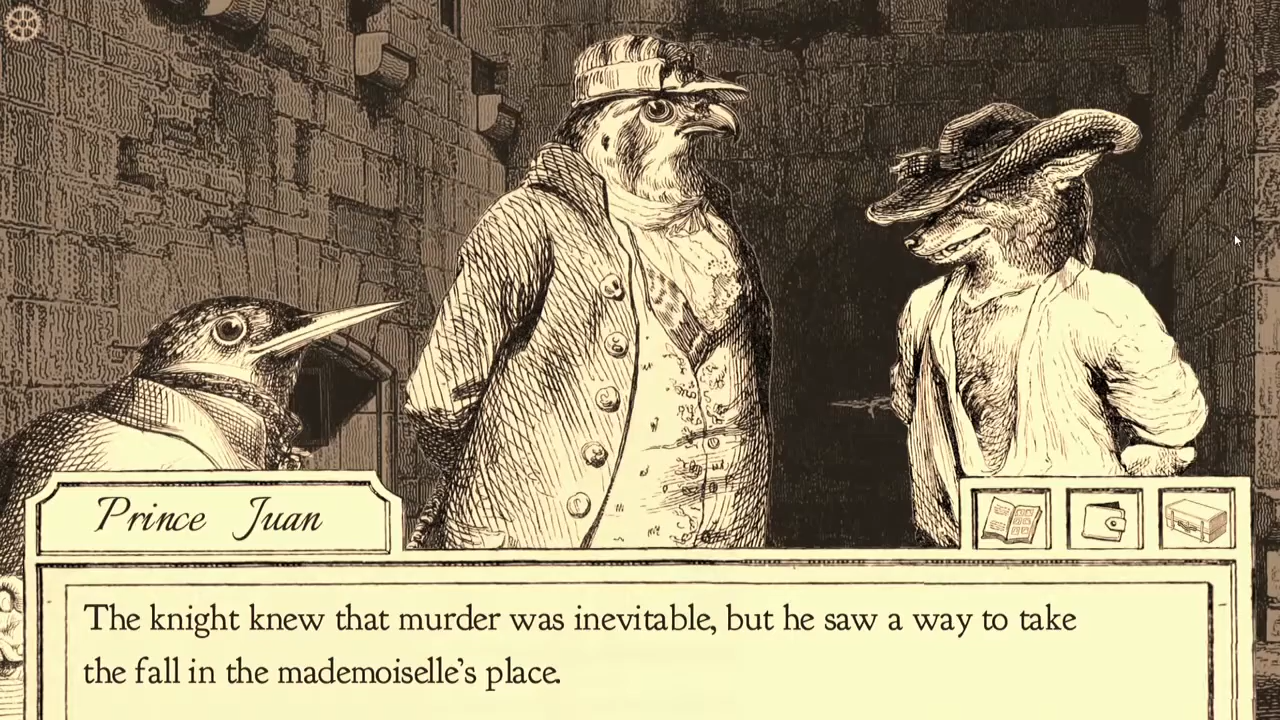 Prince Juan
The knight knew that murder was inevitable, but he saw a way to take
the fall in the mademoiselle's place.